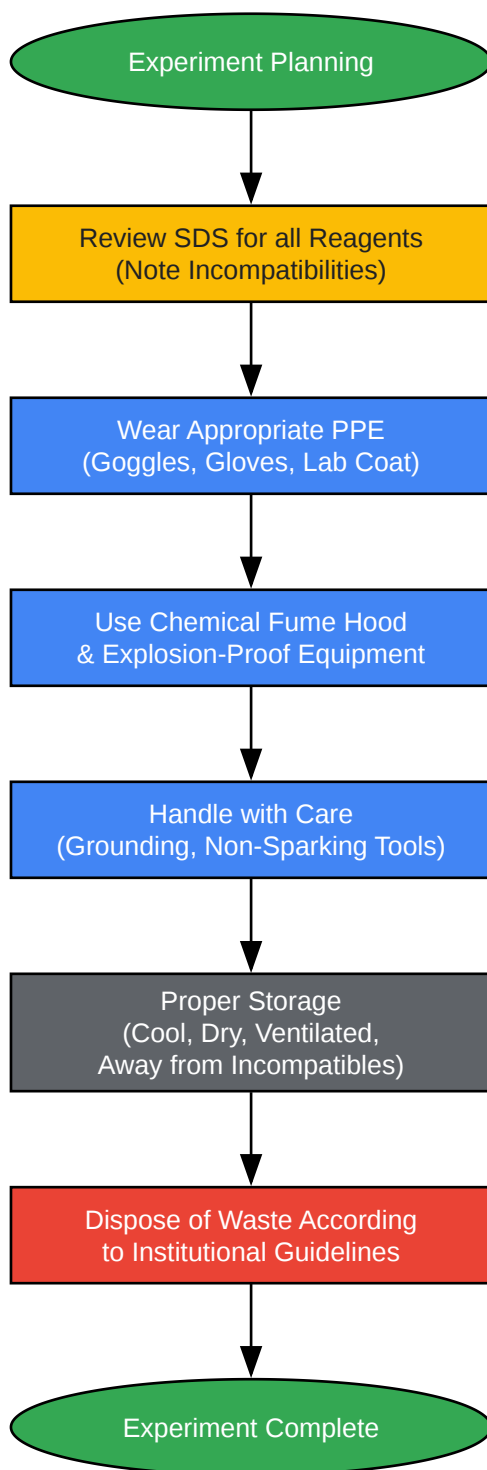 Experiment Planning
Review SDS for all Reagents
(Note Incompatibilities)
Wear Appropriate PPE
(Goggles, Gloves, Lab Coat)
Use Chemical Fume Hood
& Explosion-Proof Equipment
Handle with Care
(Grounding, Non-Sparking Tools)
Proper Storage
(Cool, Dry, Ventilated,
Away from Incompatibles)
Dispose of Waste According
to Institutional Guidelines
Experiment Complete